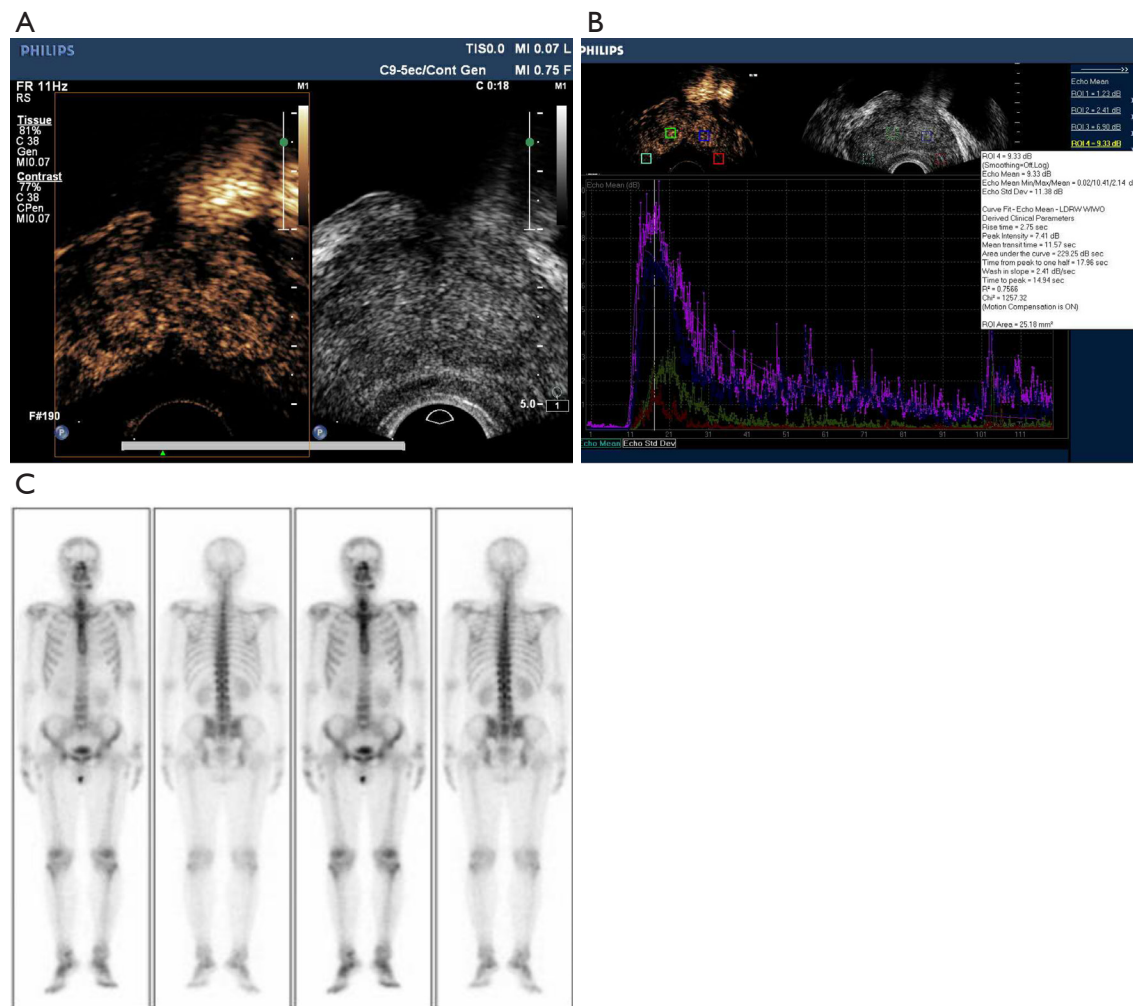 A
PHILIPS
TIS0.0 MI 0.07 L
C9-5ec/Cont Gen MI 0.75 F
FR 11Hz
RS
M1
C 0:18
M1
Tissue
81%
C 38
Gen
MI0.07
Contrast
77%
C 38
CPen
MI0.07
F#190
P
P
5.0
1
B
PHILIPS
Echo Mean
ROI 1 = 1.23 dB
ROI 2 = 2.41 dB
ROI 3 = 6.90 dB
ROI 4 = 9.33 dB
ROI 4 = 9.33 dB
(Smoothing=Off,Log)
Echo Mean = 9.33 dB
Echo Mean Min/Max/Mean = 0.02/10.41/2.14 d
Echo Std Dev = 11.38 dB
Curve Fit - Echo Mean - LDRW WIWO
Derived Clinical Parameters
Rise time = 2.75 sec
Peak Intensity = 7.41 dB
Mean transit time = 11.57 sec
Area under the curve = 229.25 dB sec
Time from peak to one half = 17.96 sec
Wash in slope = 2.41 dB/sec
Time to peak = 14.94 sec
R² = 0.7566
Chi² = 1257.32
(Motion Compensation is ON)
ROI Area = 25.18 mm²
Echo Mean (dB)
1 11 21 31 41 51 61 71 81 91 101 111
cho Mean Echo Std Dev
C